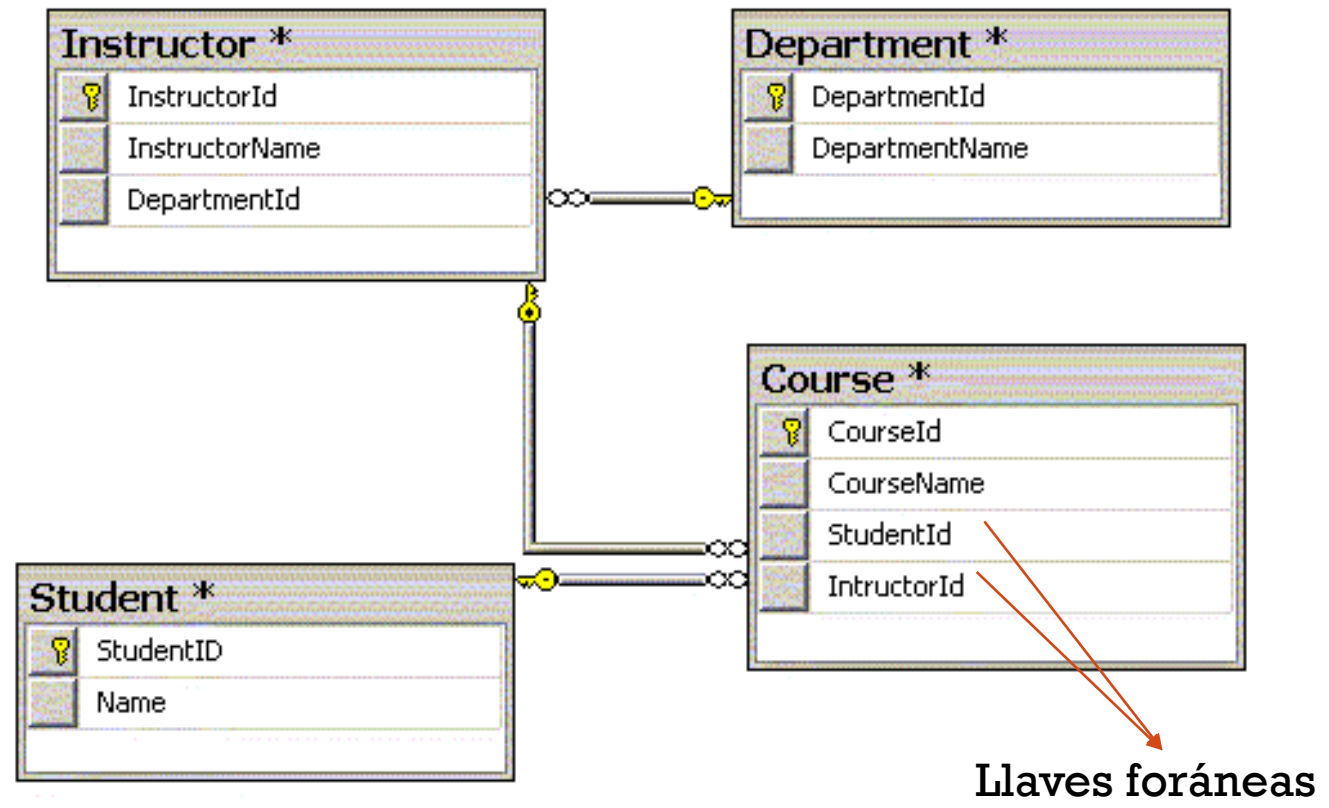 Instructor *
InstructorId
InstructorName
DepartmentId
Department *
DepartmentId
DepartmentName
Course *
CourseId
CourseName
StudentId
IntructorId
Student *
StudentID
Name
Llaves foráneas